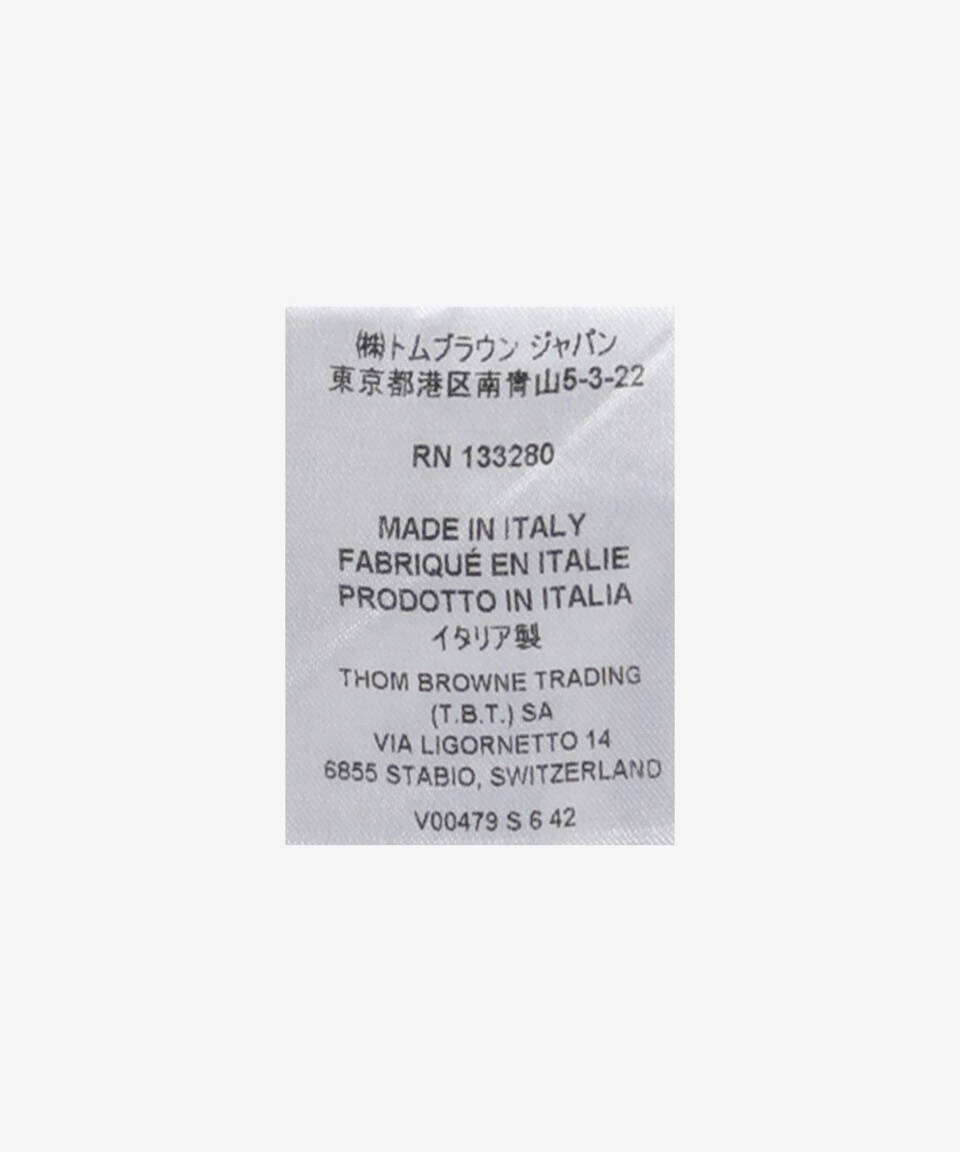 ㈱トムブラウン ジャパン
東京都港区南青山5-3-22
RN 133280
MADE IN ITALY
FABRIQUÉ EN ITALIE
PRODOTTO IN ITALIA
イタリア製
THOM BROWNE TRADING
(T.B.T.) SA
VIA LIGORNETTO 14
6855 STABIO, SWITZERLAND
V00479 S 6 42